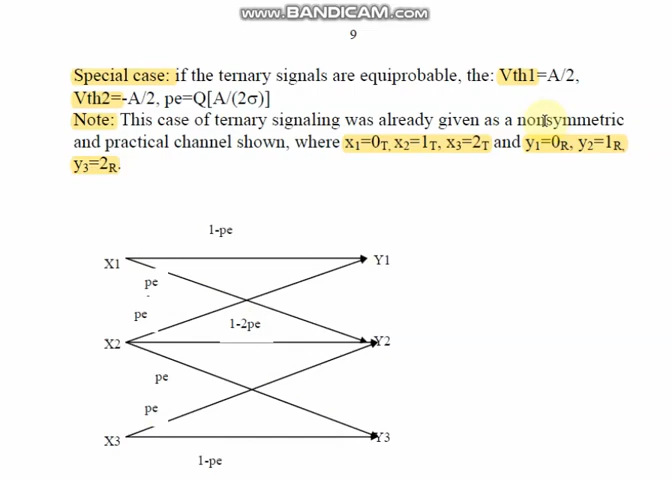 www.BANDICAM.com
9
Special case: if the ternary signals are equiprobable, the: Vth1=A/2,
Vth2=-A/2, pe=Q[A/(2σ)]
Note: This case of ternary signaling was already given as a nonsymmetric
and practical channel shown, where x1=0T, x2=1T, x3=2T and y1=0R, y2=1R,
y3=2R.
1-pe
X1 Y1
pe
pe
1-2pe
X2 Y2
pe
pe
X3 Y3
1-pe